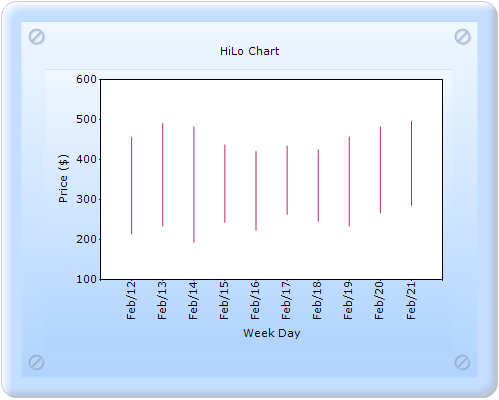 HiLo Chart
600
500
400
300
200
100
Price ($)
Feb/12
Feb/13
Feb/14
Feb/15
Feb/16
Feb/17
Feb/18
Feb/19
Feb/20
Feb/21
Week Day